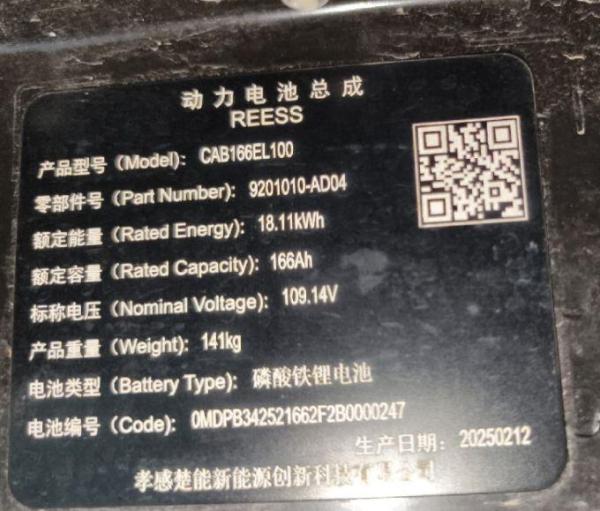 动力电池总成
REESS
产品型号（Model）：CAB166EL100
零部件号（Part Number）：9201010-AD04
额定能量（Rated Energy）：18.11kWh
额定容量（Rated Capacity）：166Ah
标称电压（Nominal Voltage）：109.14V
产品重量（Weight）：141kg
电池类型（Battery Type）：磷酸铁锂电池
电池编号（Code）：0MDPB342521662F2B0000247
生产日期：20250212
孝感楚能新能源创新科技有限公司